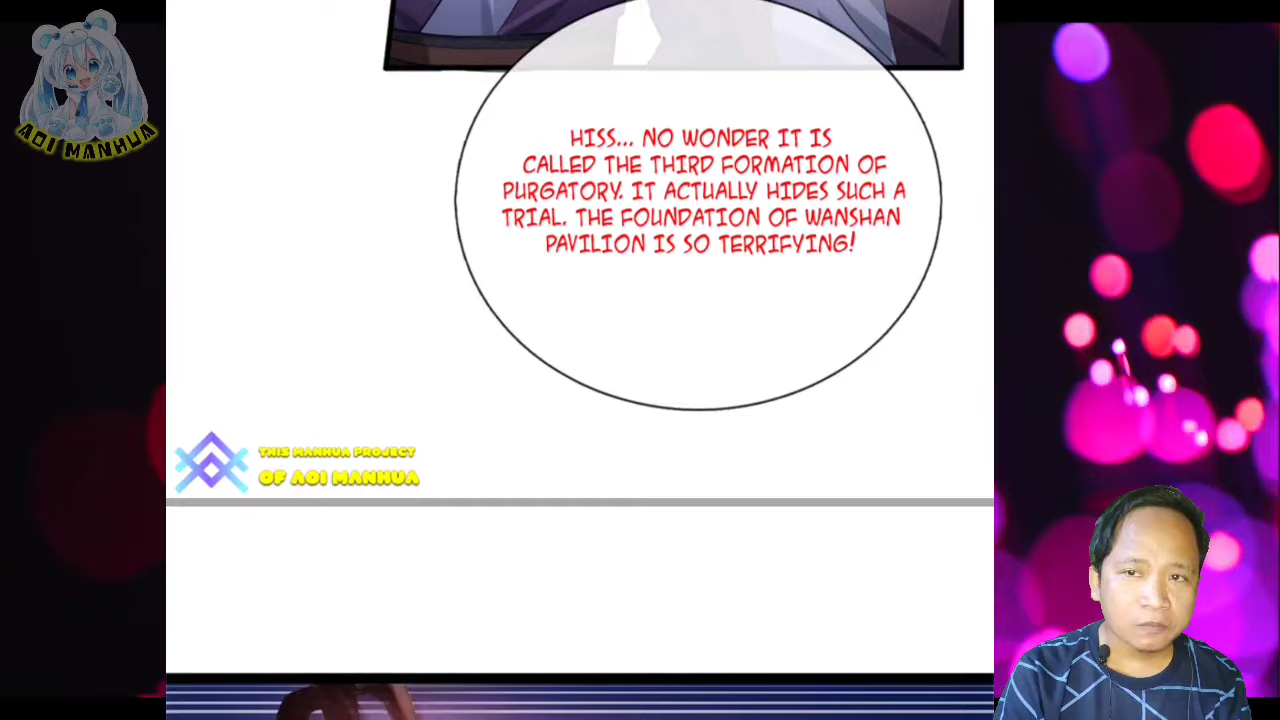 AOI MANHUA
HISS... NO WONDER IT IS
CALLED THE THIRD FORMATION OF
PURGATORY. IT ACTUALLY HIDES SUCH A
TRIAL. THE FOUNDATION OF WANSHAN
PAVILION IS SO TERRIFYING!
THIS MANHUA PROJECT
OF AOI MANHUA